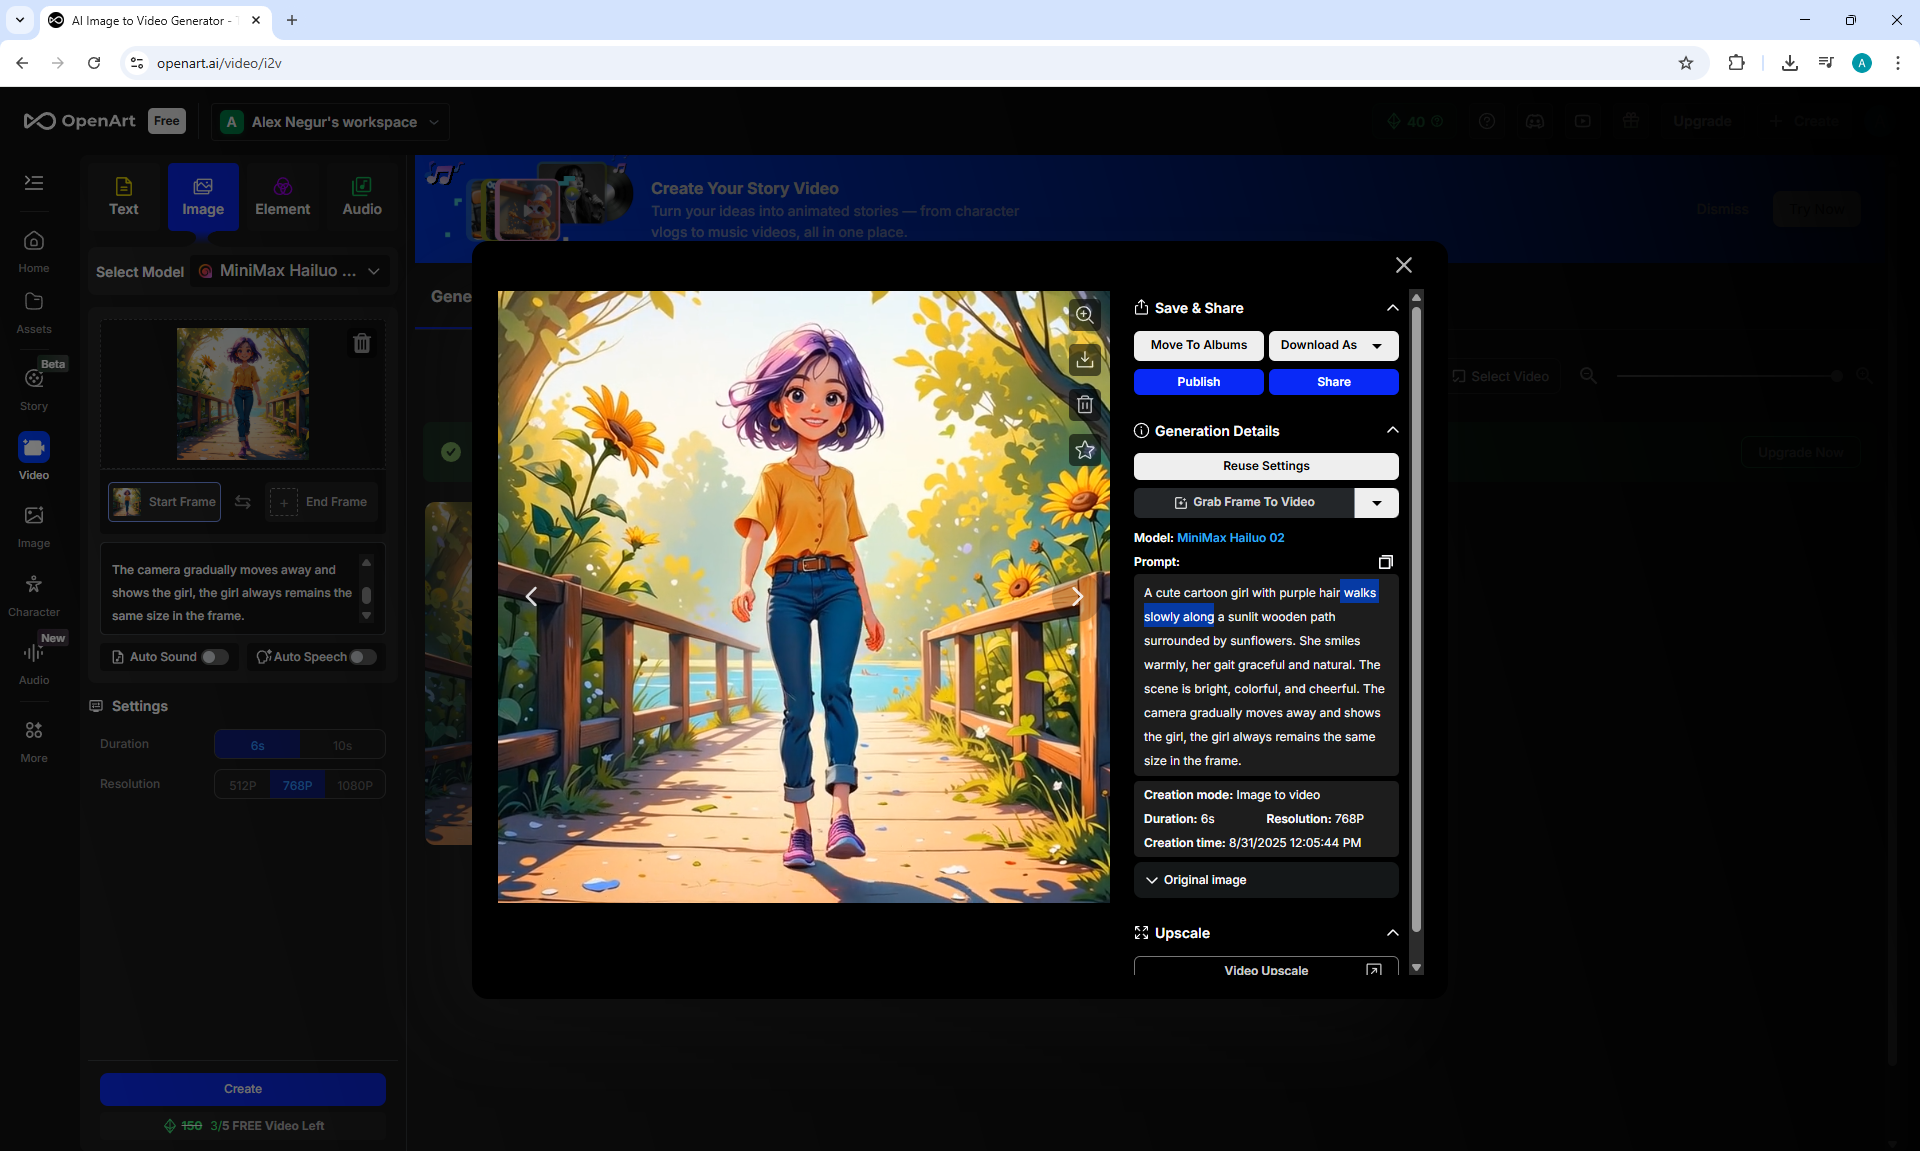 AI Image to Video Generator -
openart.ai/video/i2v
A
OpenArt
Free
A
Alex Negur's workspace
40
Upgrade
Create
Home
Assets
Beta
Story
Video
Image
Character
New
Audio
More
Text
Image
Element
Audio
Select Model
MiniMax Hailuo ...
Start Frame
+
End Frame
The camera gradually moves away and
shows the girl, the girl always remains the
same size in the frame.
Auto Sound
Auto Speech
Settings
Duration
6s
10s
Resolution
512P
768P
1080P
Create
150
3/5 FREE Video Left
Create Your Story Video
Turn your ideas into animated stories — from character
vlogs to music videos, all in one place.
Dismiss
Try Now
Gene
Select Video
Upgrade Now
Save & Share
Move To Albums
Download As
Publish
Share
Generation Details
Reuse Settings
Grab Frame To Video
Model: MiniMax Hailuo 02
Prompt:
A cute cartoon girl with purple hair walks
slowly along a sunlit wooden path
surrounded by sunflowers. She smiles
warmly, her gait graceful and natural. The
scene is bright, colorful, and cheerful. The
camera gradually moves away and shows
the girl, the girl always remains the same
size in the frame.
Creation mode: Image to video
Duration: 6s
Resolution: 768P
Creation time: 8/31/2025 12:05:44 PM
Original image
Upscale
Video Upscale